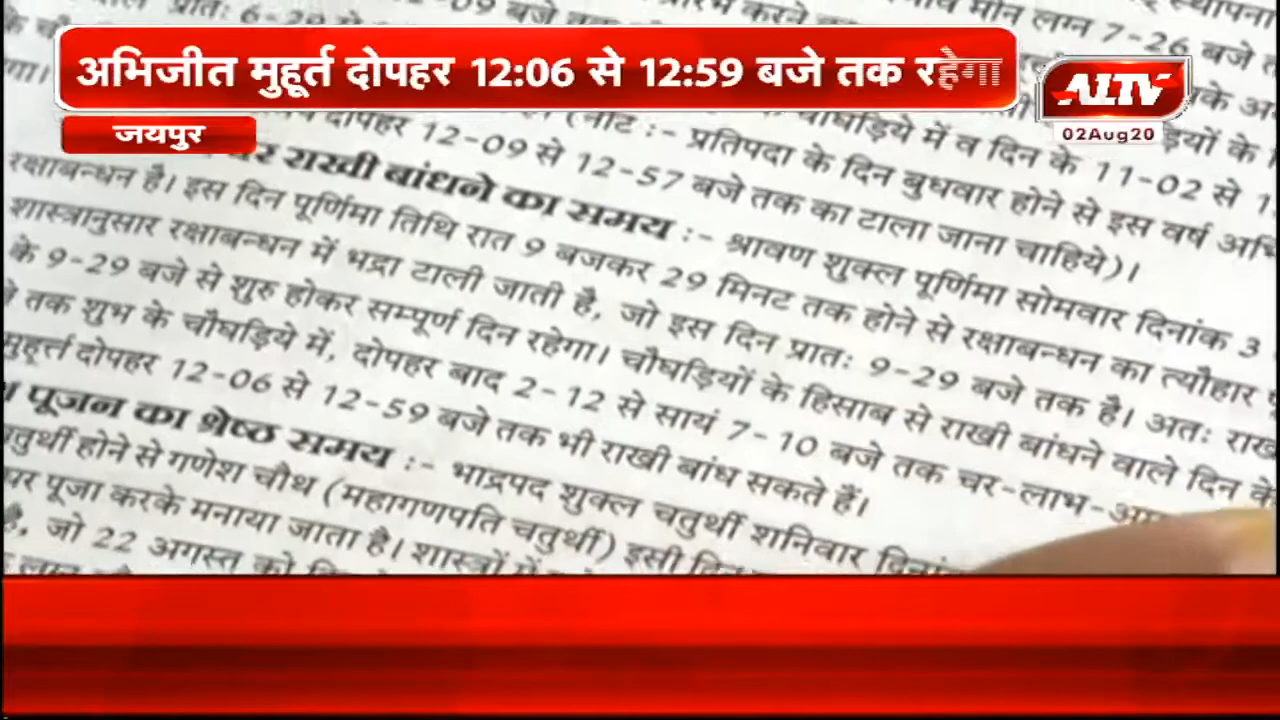 प्रातः 6-29 से
09 बजे तक
मीन लग्न 7-26 बजे
अभिजीत मुहूर्त दोपहर 12:06 से 12:59 बजे तक रहेगा
ALTV
02Aug20
जयपुर
दोपहर 12-09 से 12-57 बजे तक का टाला जाना चाहिये)।
(नोट :- प्रतिपदा के दिन बुधवार होने से इस वर्ष
चौघड़िये में व दिन के 11-02 से
राखी बांधने का समय :- श्रावण शुक्ल पूर्णिमा सोमवार दिनांक 3
रक्षाबन्धन है। इस दिन पूर्णिमा तिथि रात 9 बजकर 29 मिनट तक होने से रक्षाबन्धन का त्यौहार
शास्त्रानुसार रक्षाबन्धन में भद्रा टाली जाती है, जो इस दिन प्रातः 9-29 बजे तक है। अतः
के 9-29 बजे से शुरु होकर सम्पूर्ण दिन रहेगा। चौघड़ियों के हिसाब से राखी बांधने वाले दिन
तक शुभ के चौघड़िये में, दोपहर बाद 2-12 से सायं 7-10 बजे तक चर-लाभ-
मुहूर्त्त दोपहर 12-06 से 12-59 बजे तक भी राखी बांध सकते हैं।
पूजन का श्रेष्ठ समय :- भाद्रपद शुक्ल चतुर्थी शनिवार
चतुर्थी होने से गणेश चौथ (महागणपति चतुर्थी) इसी
पर पूजा करके मनाया जाता है। शास्त्रों में
जो 22 अगस्त को